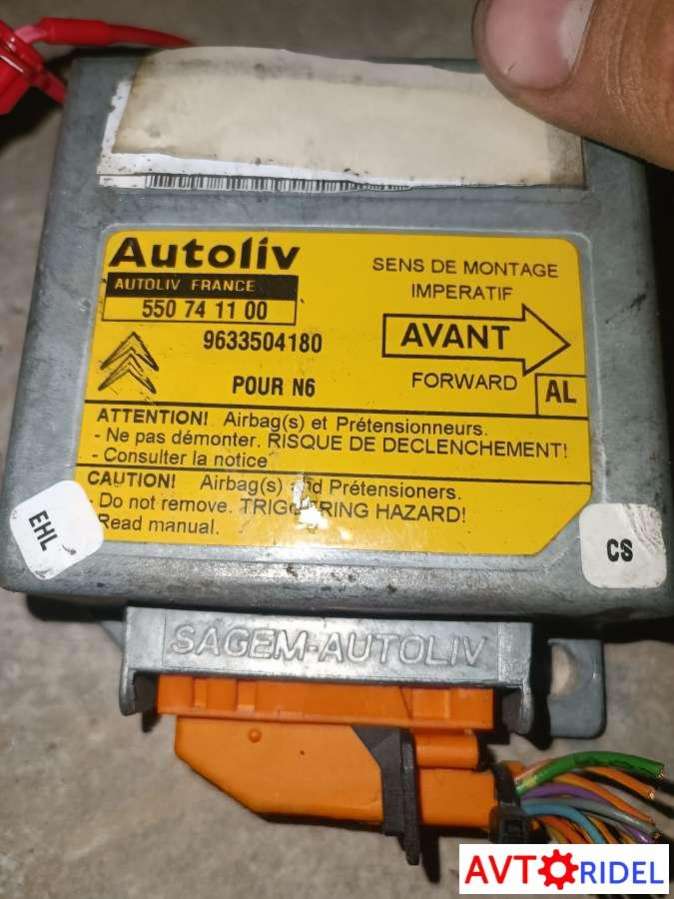 Autoliv
AUTOLIV FRANCE
550 74 11 00
9633504180
POUR N6
SENS DE MONTAGE
IMPERATIF
AVANT
FORWARD
AL
ATTENTION! Airbag(s) et Prétensionneurs.
- Ne pas démonter. RISQUE DE DECLENCHEMENT!
- Consulter la notice
CAUTION! Airbag(s) and Prétensioners.
- Do not remove. TRIGGERING HAZARD!
- Read manual.
EHL
CS
SAGEM-AUTOLIV
AVTORIDEL